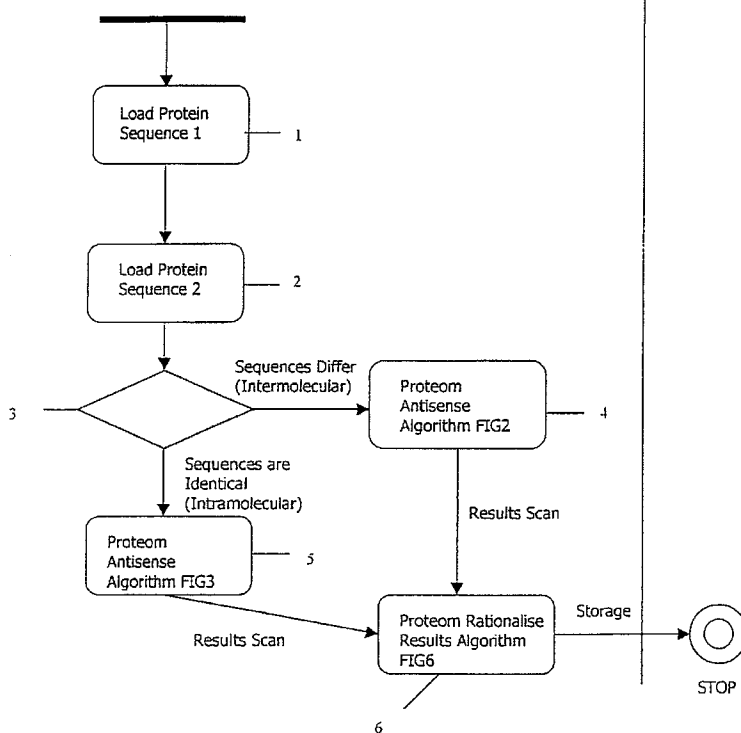 Load Protein
Sequence 1
1
Load Protein
Sequence 2
2
Sequences Differ
(Intermolecular)
3
Proteom
Antisense
Algorithm FIG2
4
Sequences are
Identical
(Intramolecular)
Results Scan
Proteom
Antisense
Algorithm FIG3
5
Results Scan
Proteom Rationalise
Results Algorithm
FIG6
Storage
STOP
6